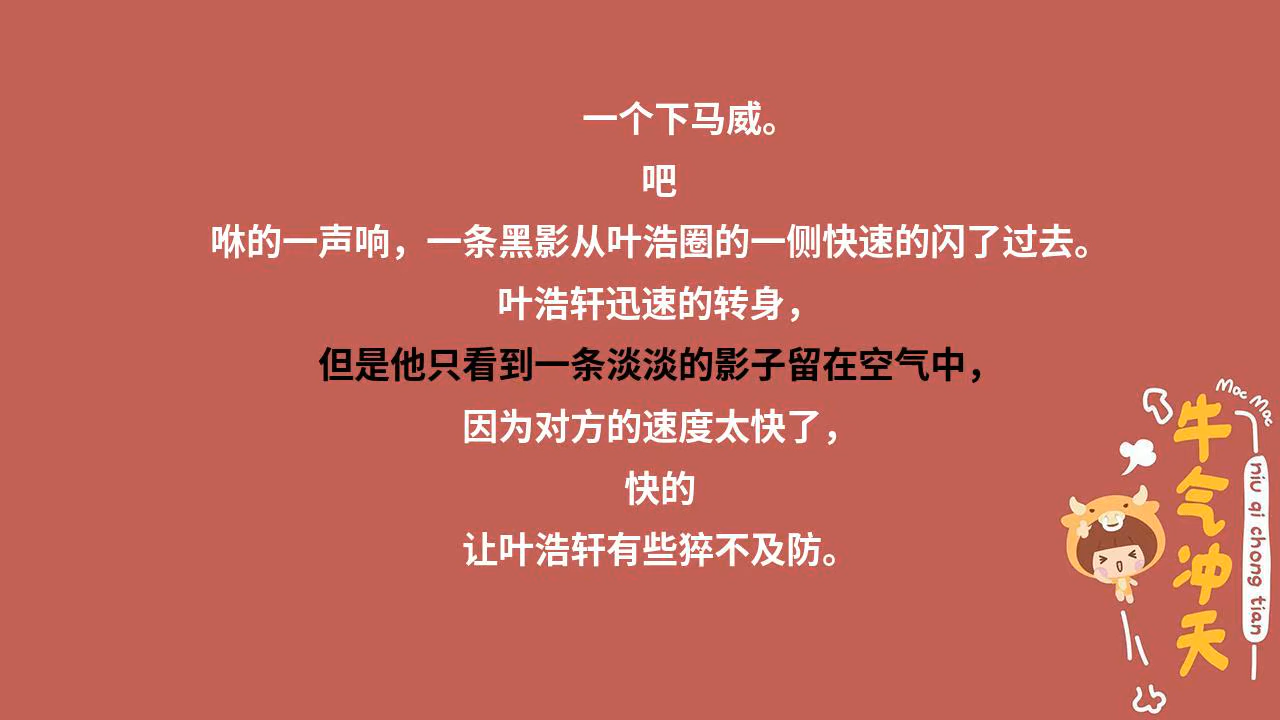 一个下马威。
吧
咻的一声响，一条黑影从叶浩圈的一侧快速的闪了过去。
叶浩轩迅速的转身，
但是他只看到一条淡淡的影子留在空气中，
因为对方的速度太快了，
快的
让叶浩轩有些猝不及防。
Moc Moc
牛气冲天
niu qi chong tian